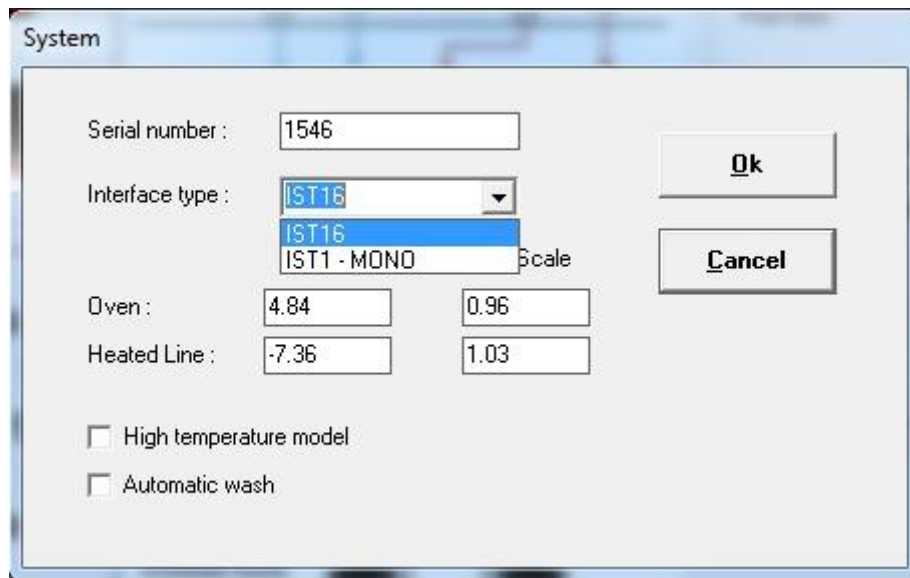 System
Serial number : 1546
Ok
Interface type : IST16
IST16
IST1 - MONO
Scale
Cancel
Oven : 4.84 0.96
Heated Line : -7.36 1.03
High temperature model
Automatic wash